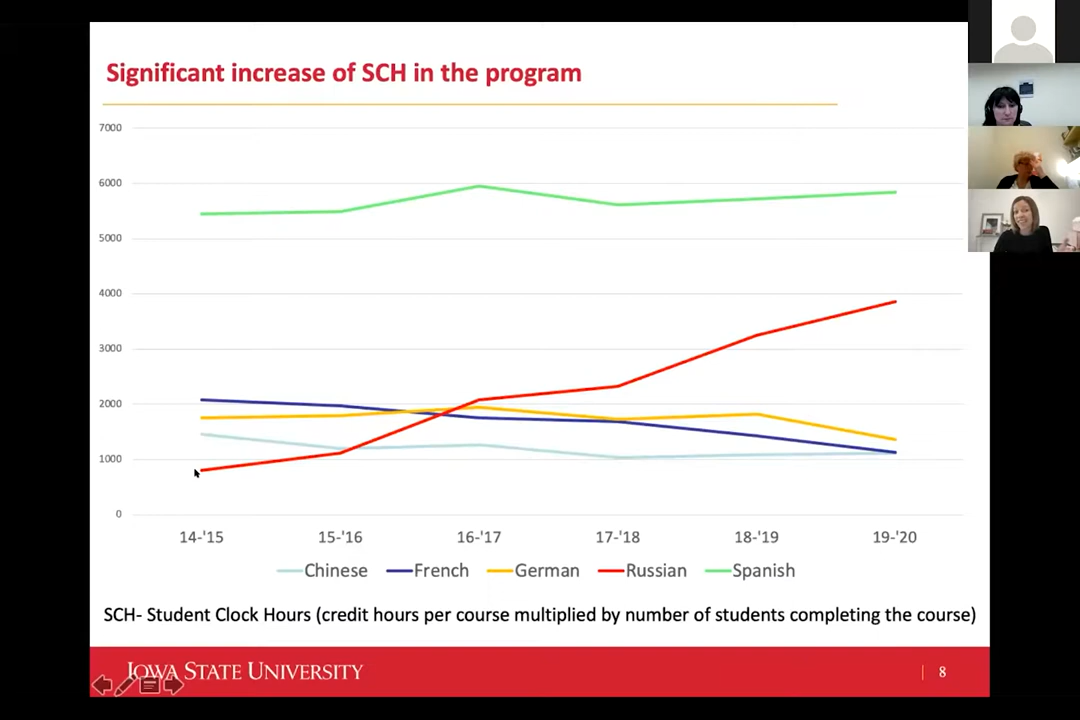 Significant increase of SCH in the program
7000
6000
5000
4000
3000
2000
1000
0
14-'15 15-'16 16-'17 17-'18 18-'19 19-'20
Chinese French German Russian Spanish
SCH- Student Clock Hours (credit hours per course multiplied by number of students completing the course)
IOWA STATE UNIVERSITY | 8